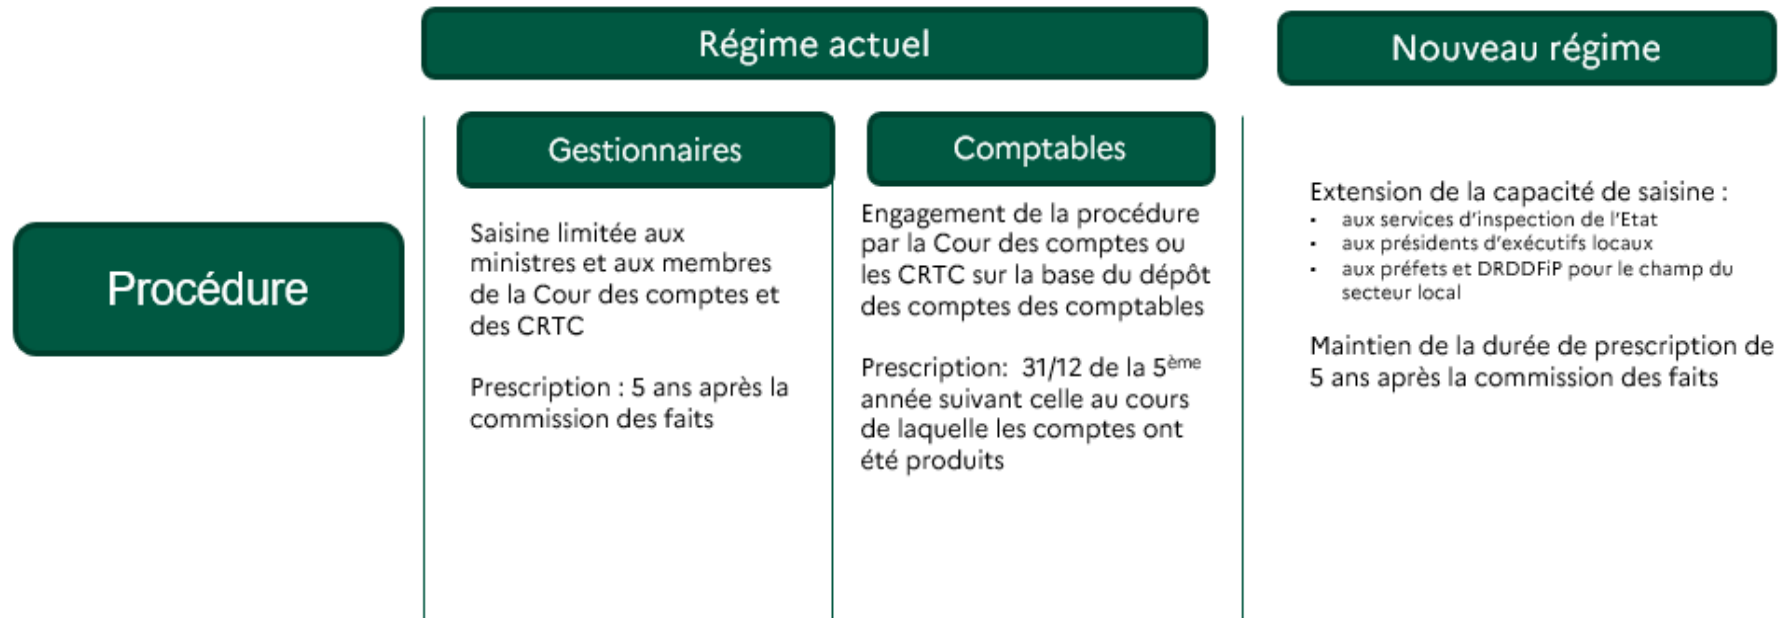 Régime actuel
Nouveau régime
Procédure
Gestionnaires
Saisine limitée aux
ministres et aux membres
de la Cour des comptes et
des CRTC
Prescription : 5 ans après la
commission des faits
Comptables
Engagement de la procédure
par la Cour des comptes ou
les CRTC sur la base du dépôt
des comptes des comptables
Prescription: 31/12 de la 5ème
année suivant celle au cours
de laquelle les comptes ont
été produits
Extension de la capacité de saisine :
▪ aux services d'inspection de l'Etat
▪ aux présidents d'exécutifs locaux
▪ aux préfets et DRDDFiP pour le champ du
secteur local
Maintien de la durée de prescription de
5 ans après la commission des faits